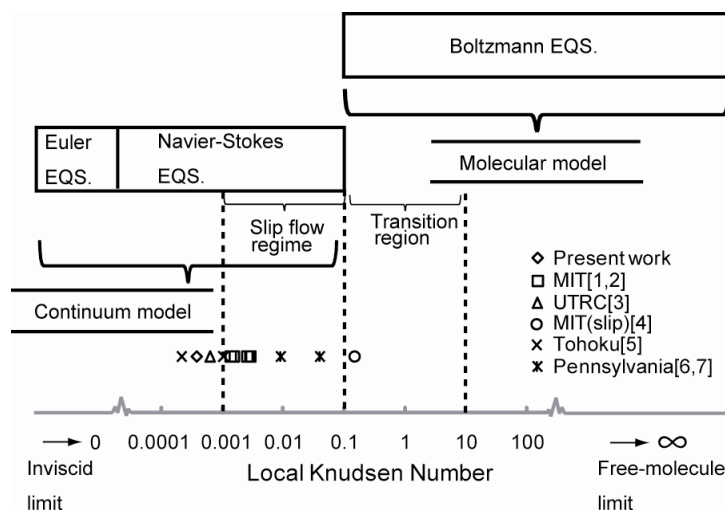 Boltzmann EQS.
Euler
EQS.
Navier-Stokes
EQS.
Molecular model
Slip flow
regime
Transition
region
Continuum model
Present work
MIT[1,2]
UTRC[3]
MIT(slip)[4]
Tohoku[5]
Pennsylvania[6,7]
0 0.0001 0.001 0.01 0.1 1 10 100 ∞
Inviscid
limit
Local Knudsen Number
Free-molecule
limit